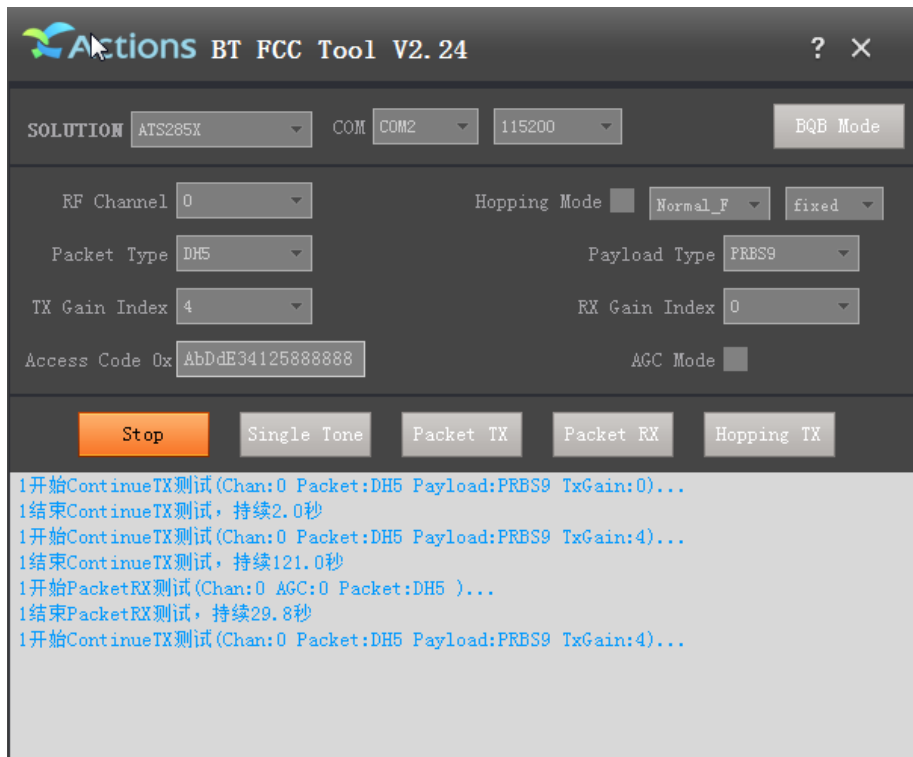 Actions BT FCC Tool V2.24 ? ×
SOLUTION ATS285X COM COM2 115200 BQB Mode
RF Channel 0 Hopping Mode Normal_F fixed
Packet Type DH5 Payload Type PRBS9
TX Gain Index 4 RX Gain Index 0
Access Code 0x AbDdE34125888888 AGC Mode
Stop Single Tone Packet TX Packet RX Hopping TX
1开始ContinueTX测试(Chan:0 Packet:DH5 Payload:PRBS9 TxGain:0)...
1结束ContinueTX测试，持续2.0秒
1开始ContinueTX测试(Chan:0 Packet:DH5 Payload:PRBS9 TxGain:4)...
1结束ContinueTX测试，持续121.0秒
1开始PacketRX测试(Chan:0 AGC:0 Packet:DH5 )...
1结束PacketRX测试，持续29.8秒
1开始ContinueTX测试(Chan:0 Packet:DH5 Payload:PRBS9 TxGain:4)...